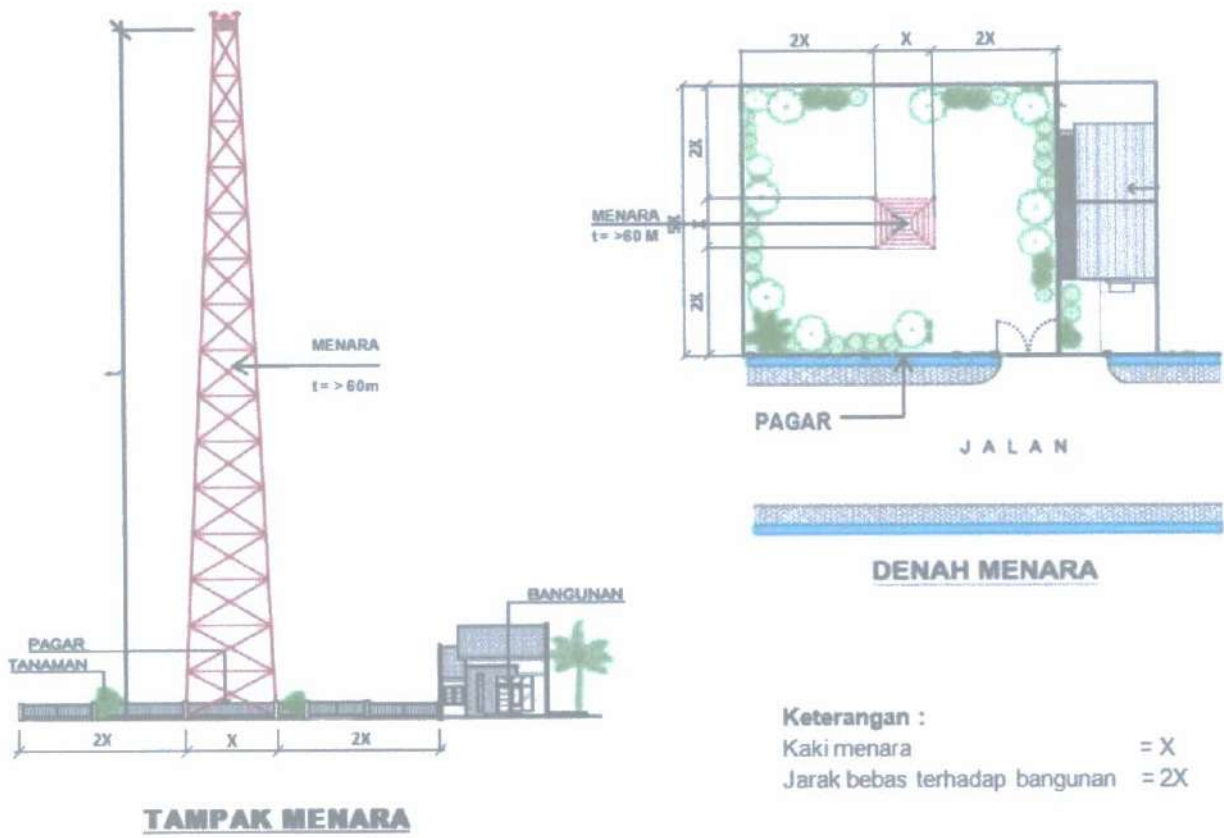 MENARA
t = > 60m
BANGUNAN
PAGAR
TANAMAN
2X
X
2X
TAMPAK MENARA
2X
X
2X
2X
5X
X
2X
MENARA
t = >60 M
PAGAR
J A L A N
DENAH MENARA
Keterangan :
Kaki menara = X
Jarak bebas terhadap bangunan = 2X